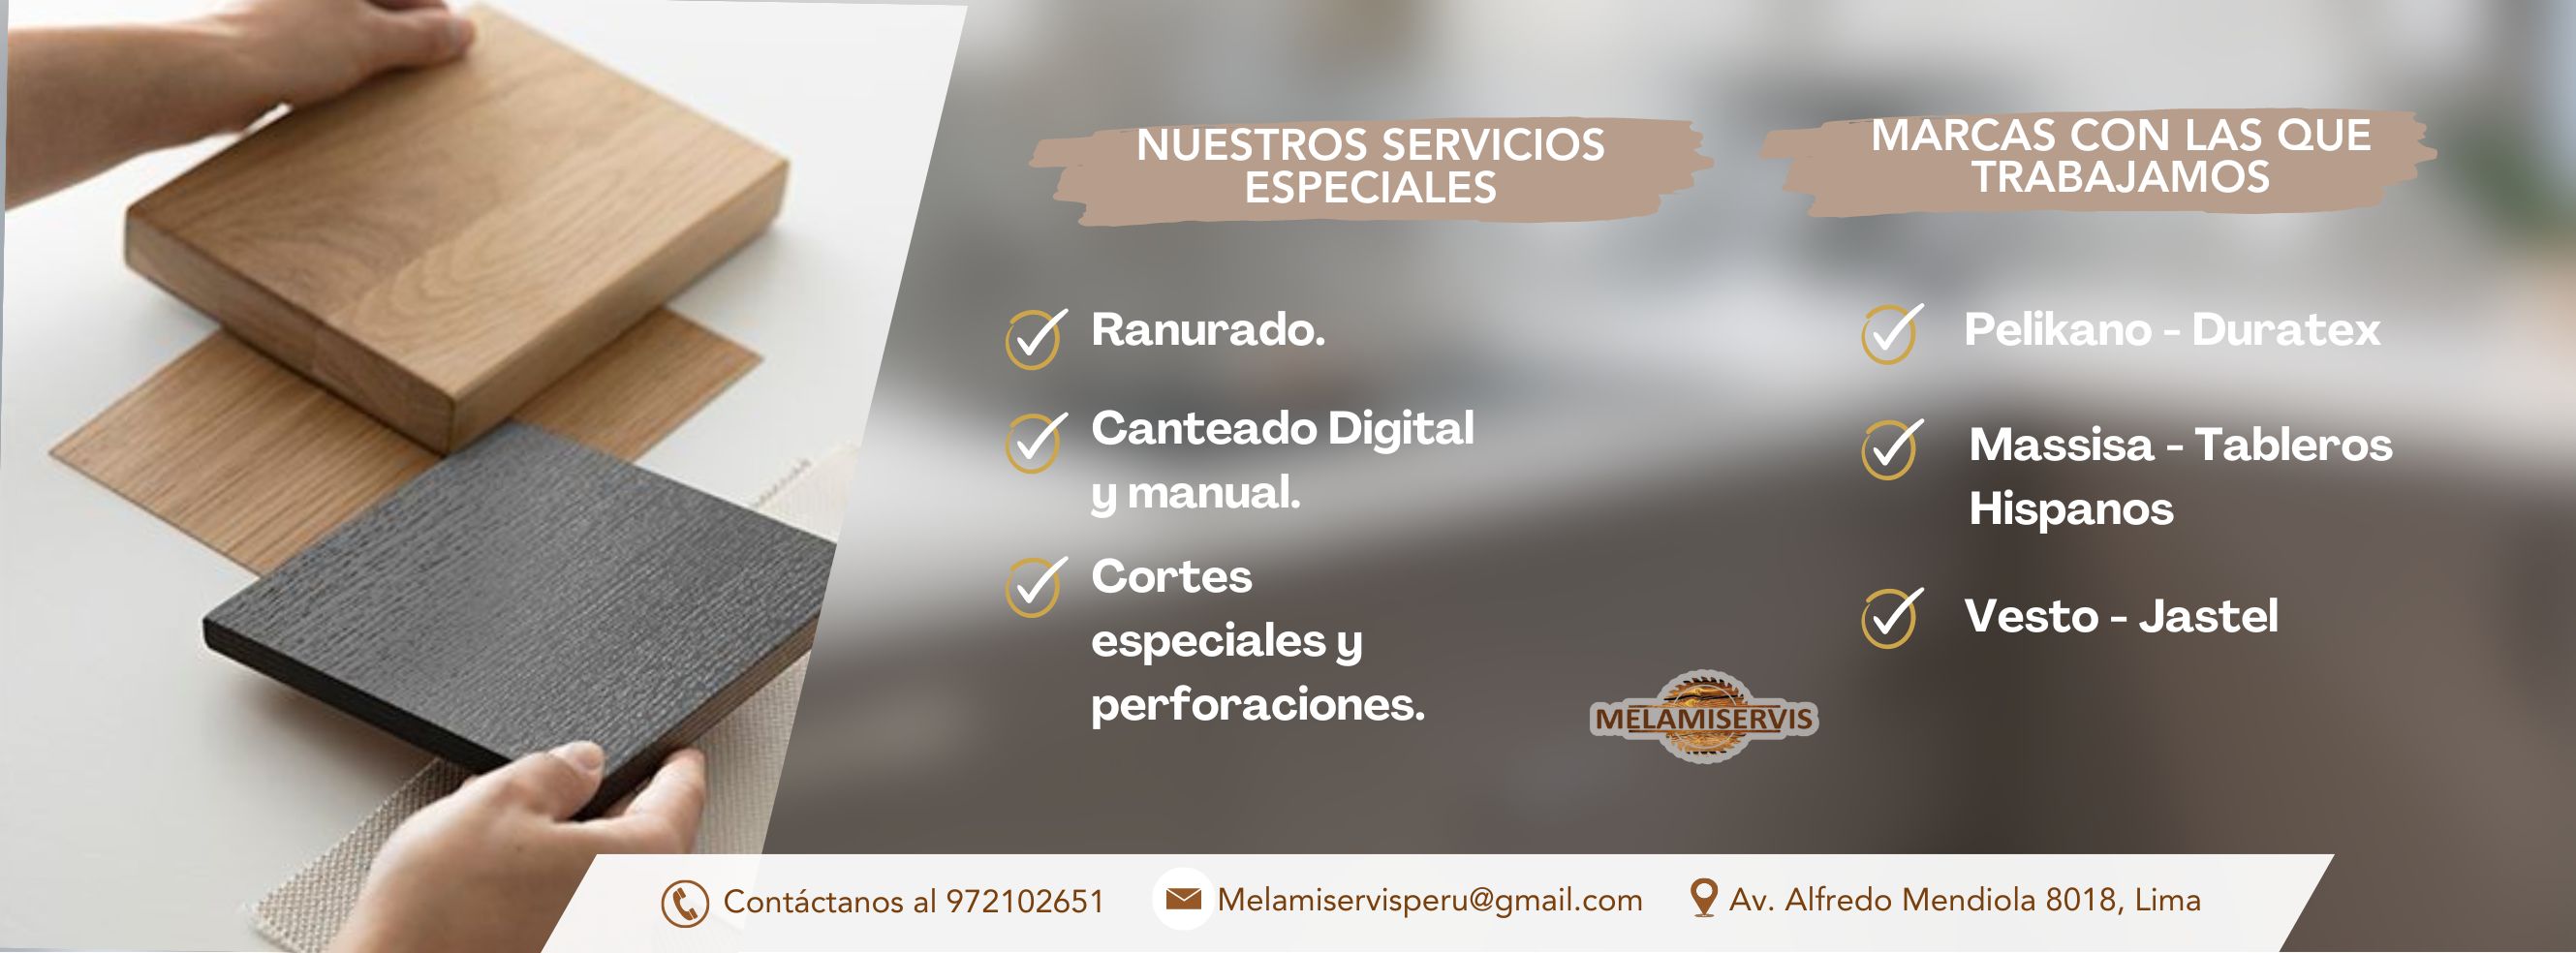 NUESTROS SERVICIOS
ESPECIALES
Ranurado.
Canteado Digital
y manual.
Cortes
especiales y
perforaciones.
MARCAS CON LAS QUE
TRABAJAMOS
Pelikano - Duratex
Massisa - Tableros
Hispanos
Vesto - Jastel
MELAMISERVIS
Contáctanos al 972102651
Melamiservisperu@gmail.com
Av. Alfredo Mendiola 8018, Lima